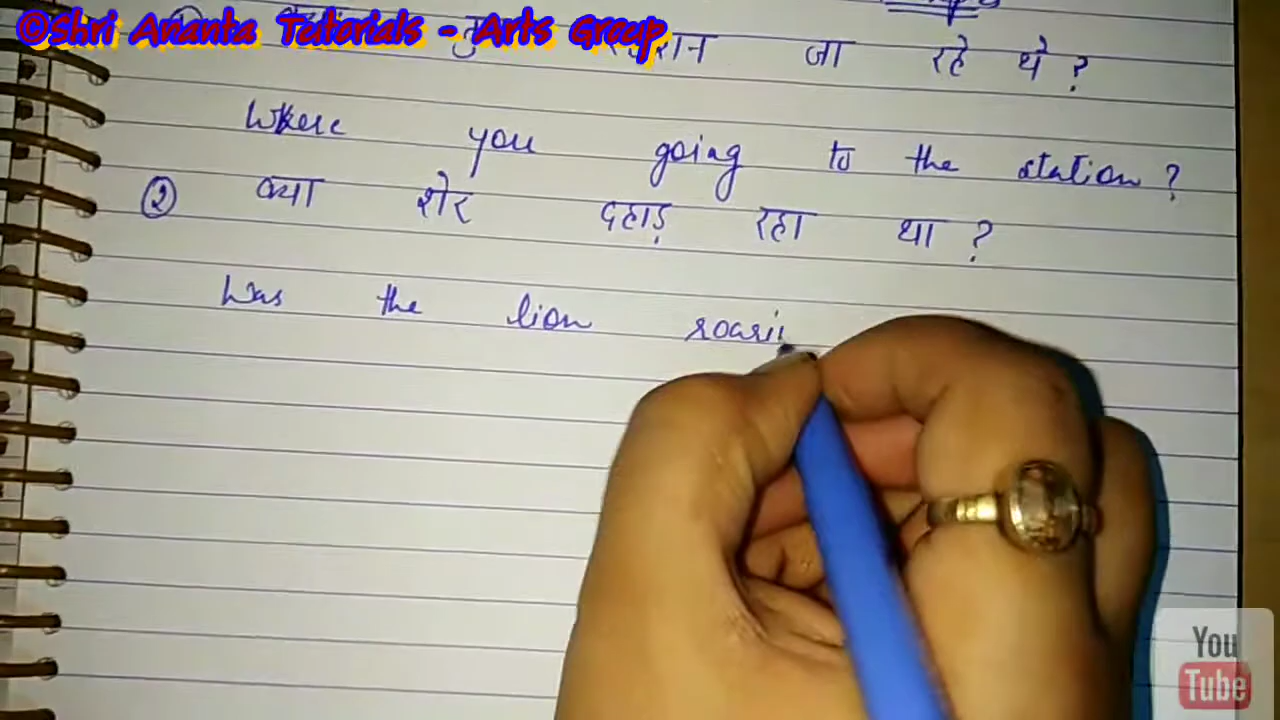 ©Shri Ananta Tutorials - Arts Group
जा रहे थे ?
Where you going to the station ?
② क्या शेर दहाड़ रहा था ?
Was the lion roari
You
Tube